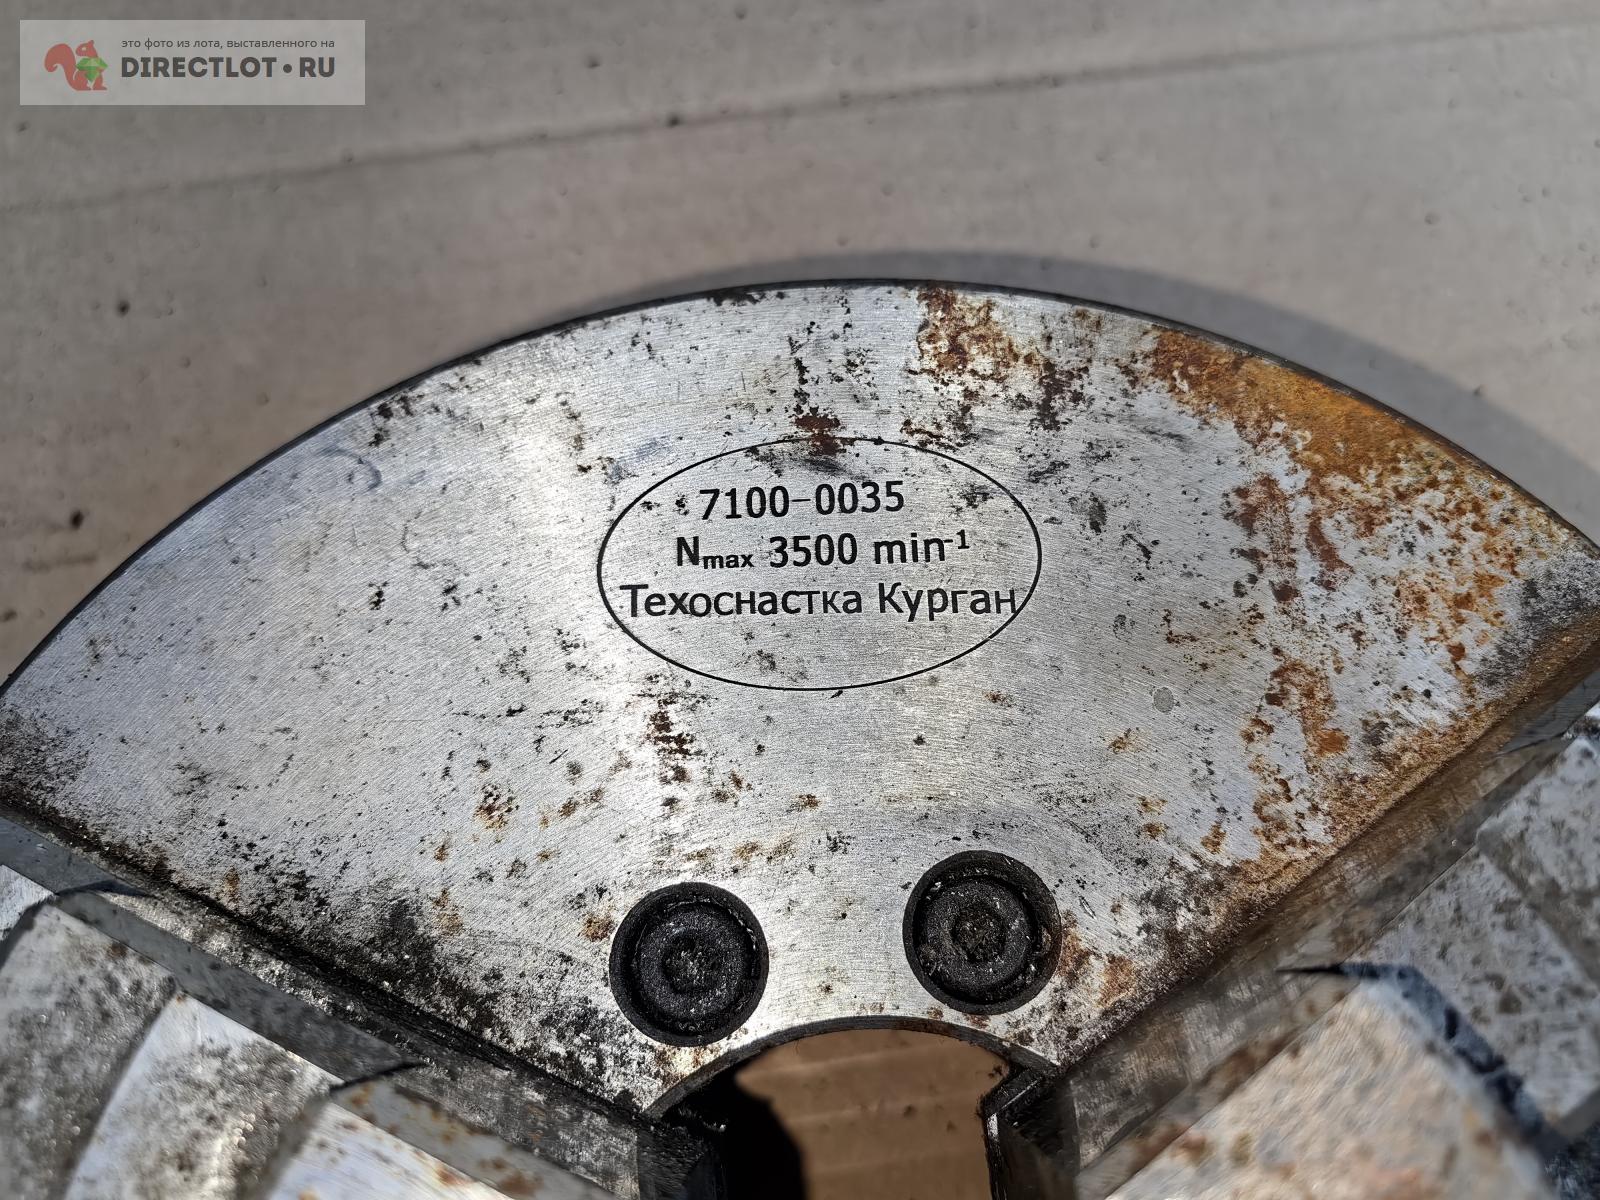 это фото из лота, выставленного на
DIRECTLOT•RU
7100-0035
Nmax 3500 min-1
Техоснастка Курган